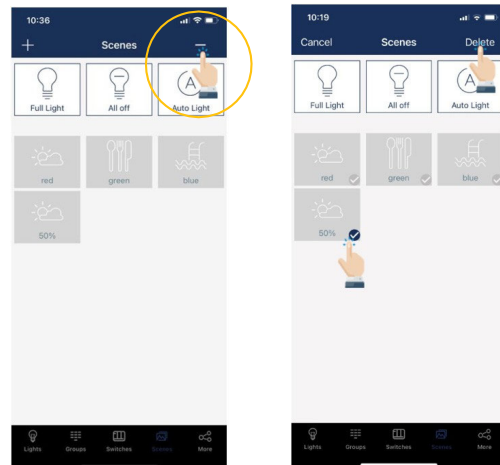 10:36
+ Scenes −
Full Light All off A Auto Light
red green blue
50%
Lights Groups Switches Scenes More
10:19
Cancel Scenes Delete
Full Light All off A Auto Light
red green blue
50%
Lights Groups Switches Scenes More